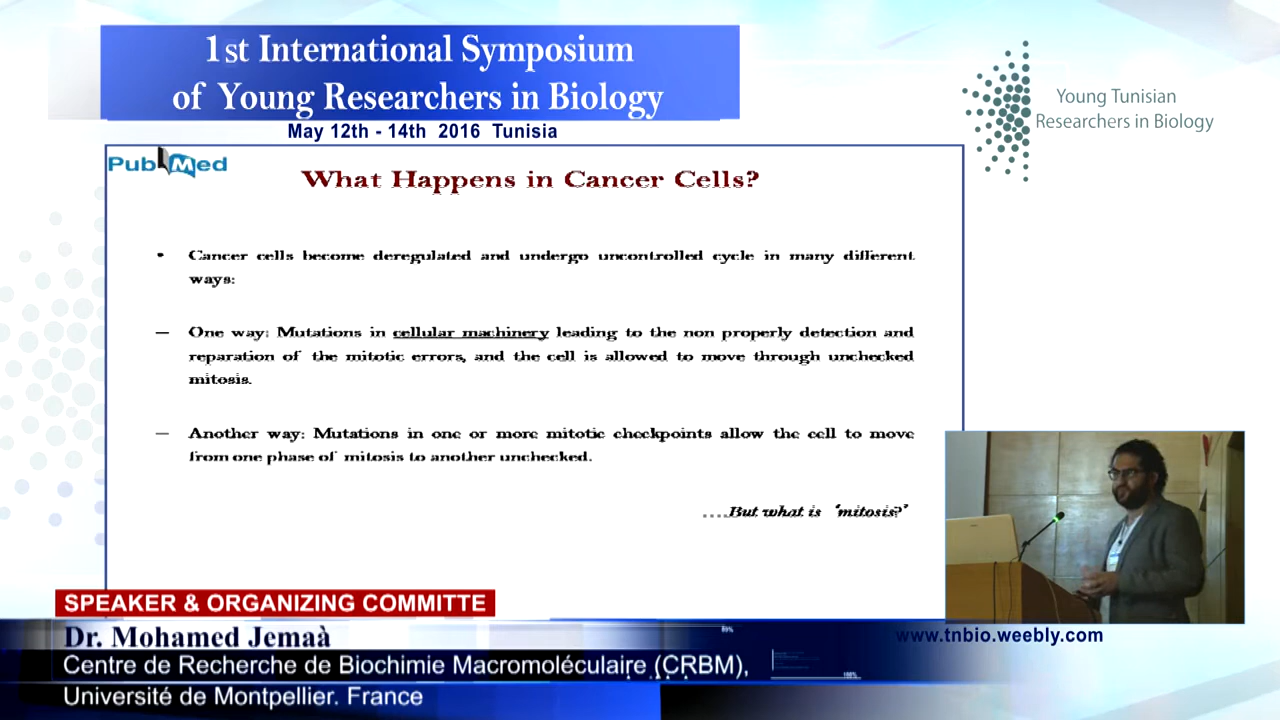 1st International Symposium
of Young Researchers in Biology
May 12th - 14th 2016 Tunisia
Young Tunisian
Researchers in Biology
PubMed
What Happens in Cancer Cells?
• Cancer cells become deregulated and undergo uncontrolled cycle in many different
ways:
– One way: Mutations in cellular machinery leading to the non properly detection and
reparation of the mitotic errors, and the cell is allowed to move through unchecked
mitosis.
– Another way: Mutations in one or more mitotic checkpoints allow the cell to move
from one phase of mitosis to another unchecked.
....But what is 'mitosis?'
SPEAKER & ORGANIZING COMMITTE
Dr. Mohamed Jemaà
Centre de Recherche de Biochimie Macromoléculaire (CRBM),
Université de Montpellier. France
www.tnbio.weebly.com
89%
100%